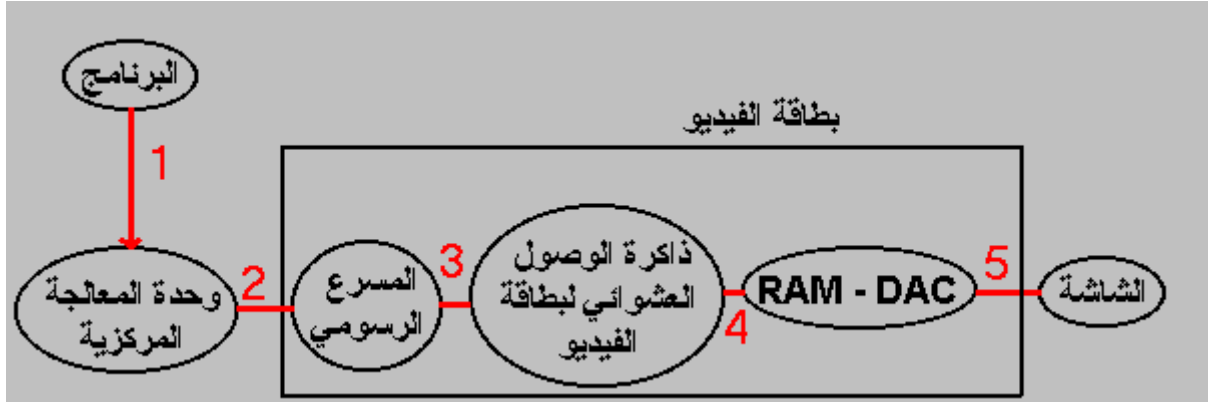 البرنامج
1
بطاقة الفيديو
وحدة المعالجة
المركزية
2
المسرع
الرسومي
3
ذاكرة الوصول
العشوائي لبطاقة
الفيديو
4
RAM - DAC
5
الشاشة